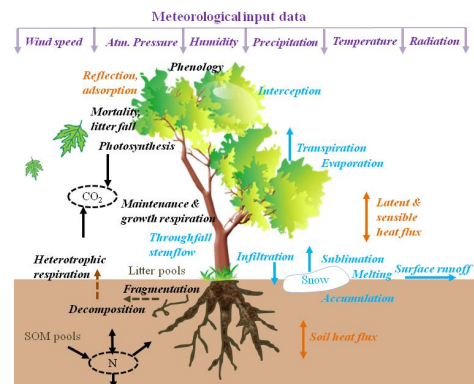 Meteorological input data
Wind speed Atm. Pressure Humidity Precipitation Temperature Radiation
Phenology
Reflection,
adsorption
Interception
Mortality,
litter fall
Photosynthesis
Transpiration
Evaporation
CO2
Maintenance &
growth respiration
Latent &
sensible
heat flux
Throughfall
stemflow
Heterotrophic
respiration
Litter pools
Infiltration
Sublimation
Snow
Melting
Surface runoff
Fragmentation
Accumulation
Decomposition
SOM pools
Soil heat flux
N